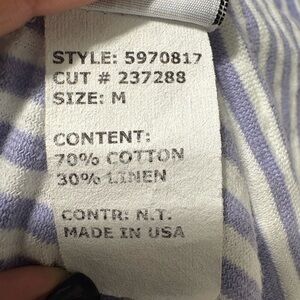 STYLE: 5970817
CUT # 237288
SIZE: M
CONTENT:
70% COTTON
30% LINEN
CONTR: N.T.
MADE IN USA